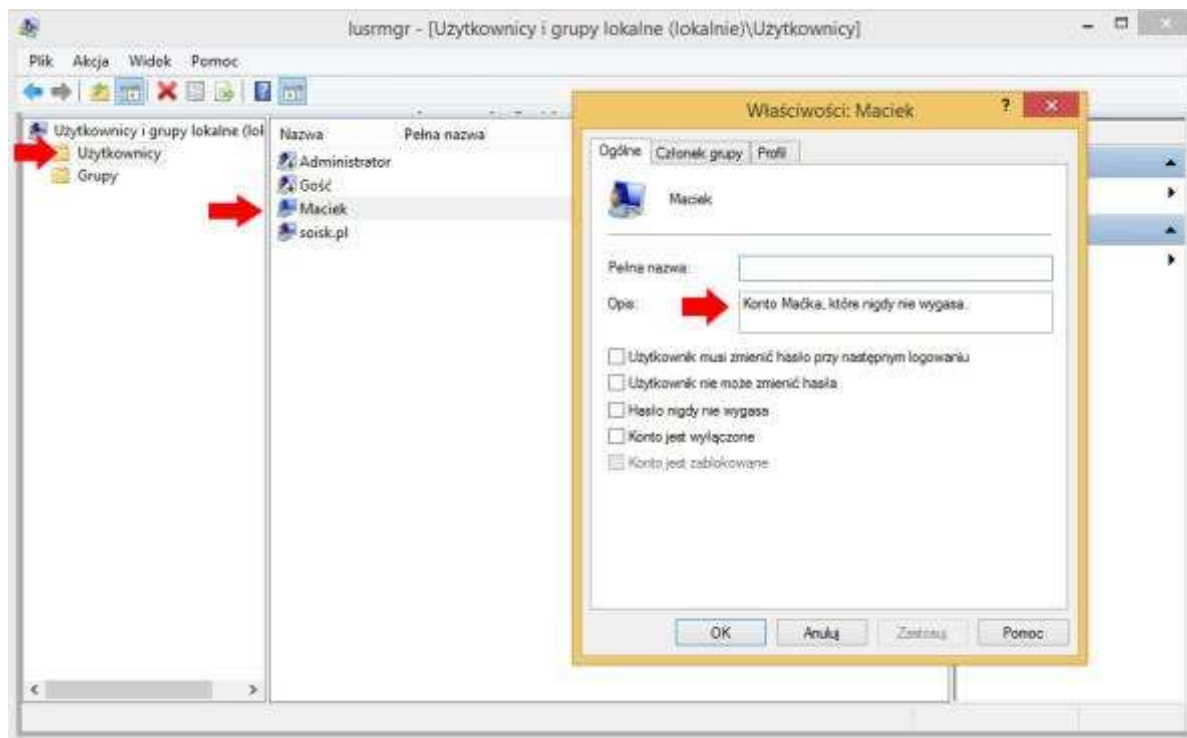 lusrmgr - [Użytkownicy i grupy lokalne (lokalnie)\Użytkownicy]
Plik Akcja Widok Pomoc
Użytkownicy i grupy lokalne (lok
Użytkownicy
Grupy
Nazwa Pełna nazwa
Administrator
Gość
Maciek
soisk.pl
Właściwości: Maciek
Ogólne Członek grupy Profil
Maciek
Pełna nazwa:
Opis: Konto Maćka, które nigdy nie wygasa.
Użytkownik musi zmienić hasło przy następnym logowaniu
Użytkownik nie może zmienić hasła
Hasło nigdy nie wygasa
Konto jest wyłączone
Konto jest zablokowane
OK Anuluj Zastosuj Pomoc